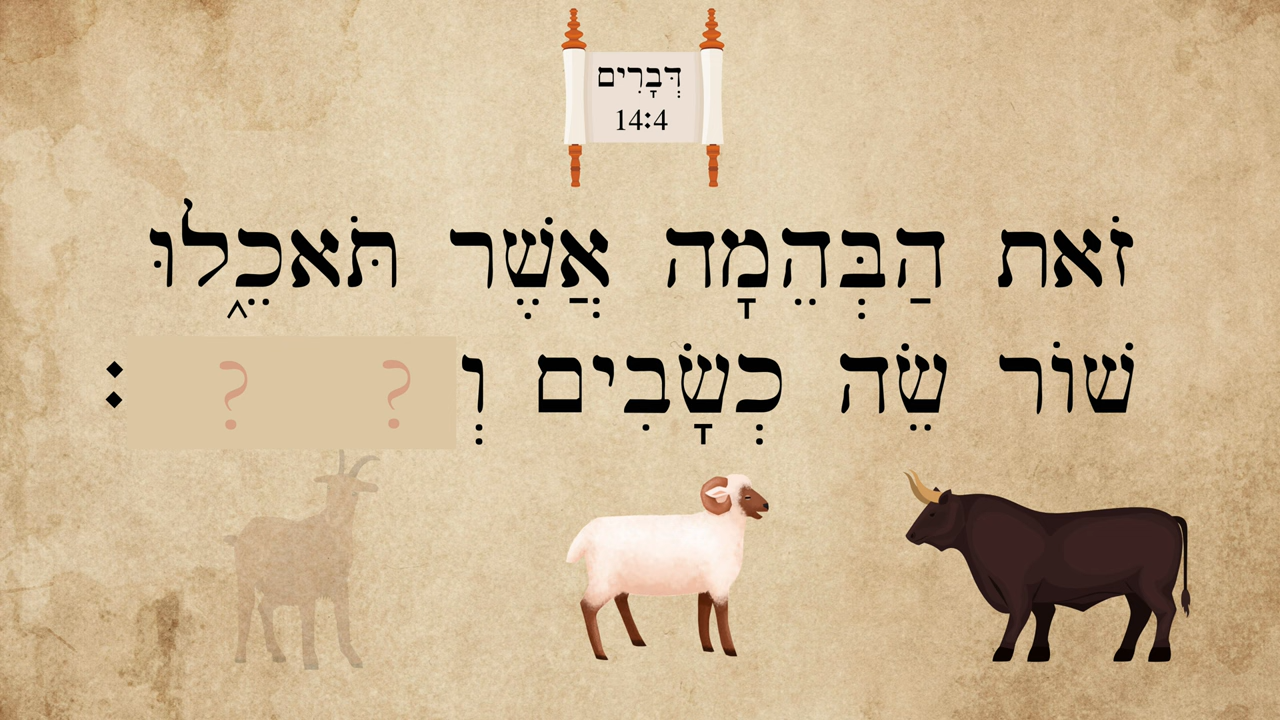 דְּבָרִים
14:4
זֹאת הַבְּהֵמָה אֲשֶׁר תֹּאכֵ֑לוּ
שׁוֹר שֵׂה כְשָׂבִים וְ ? ? :